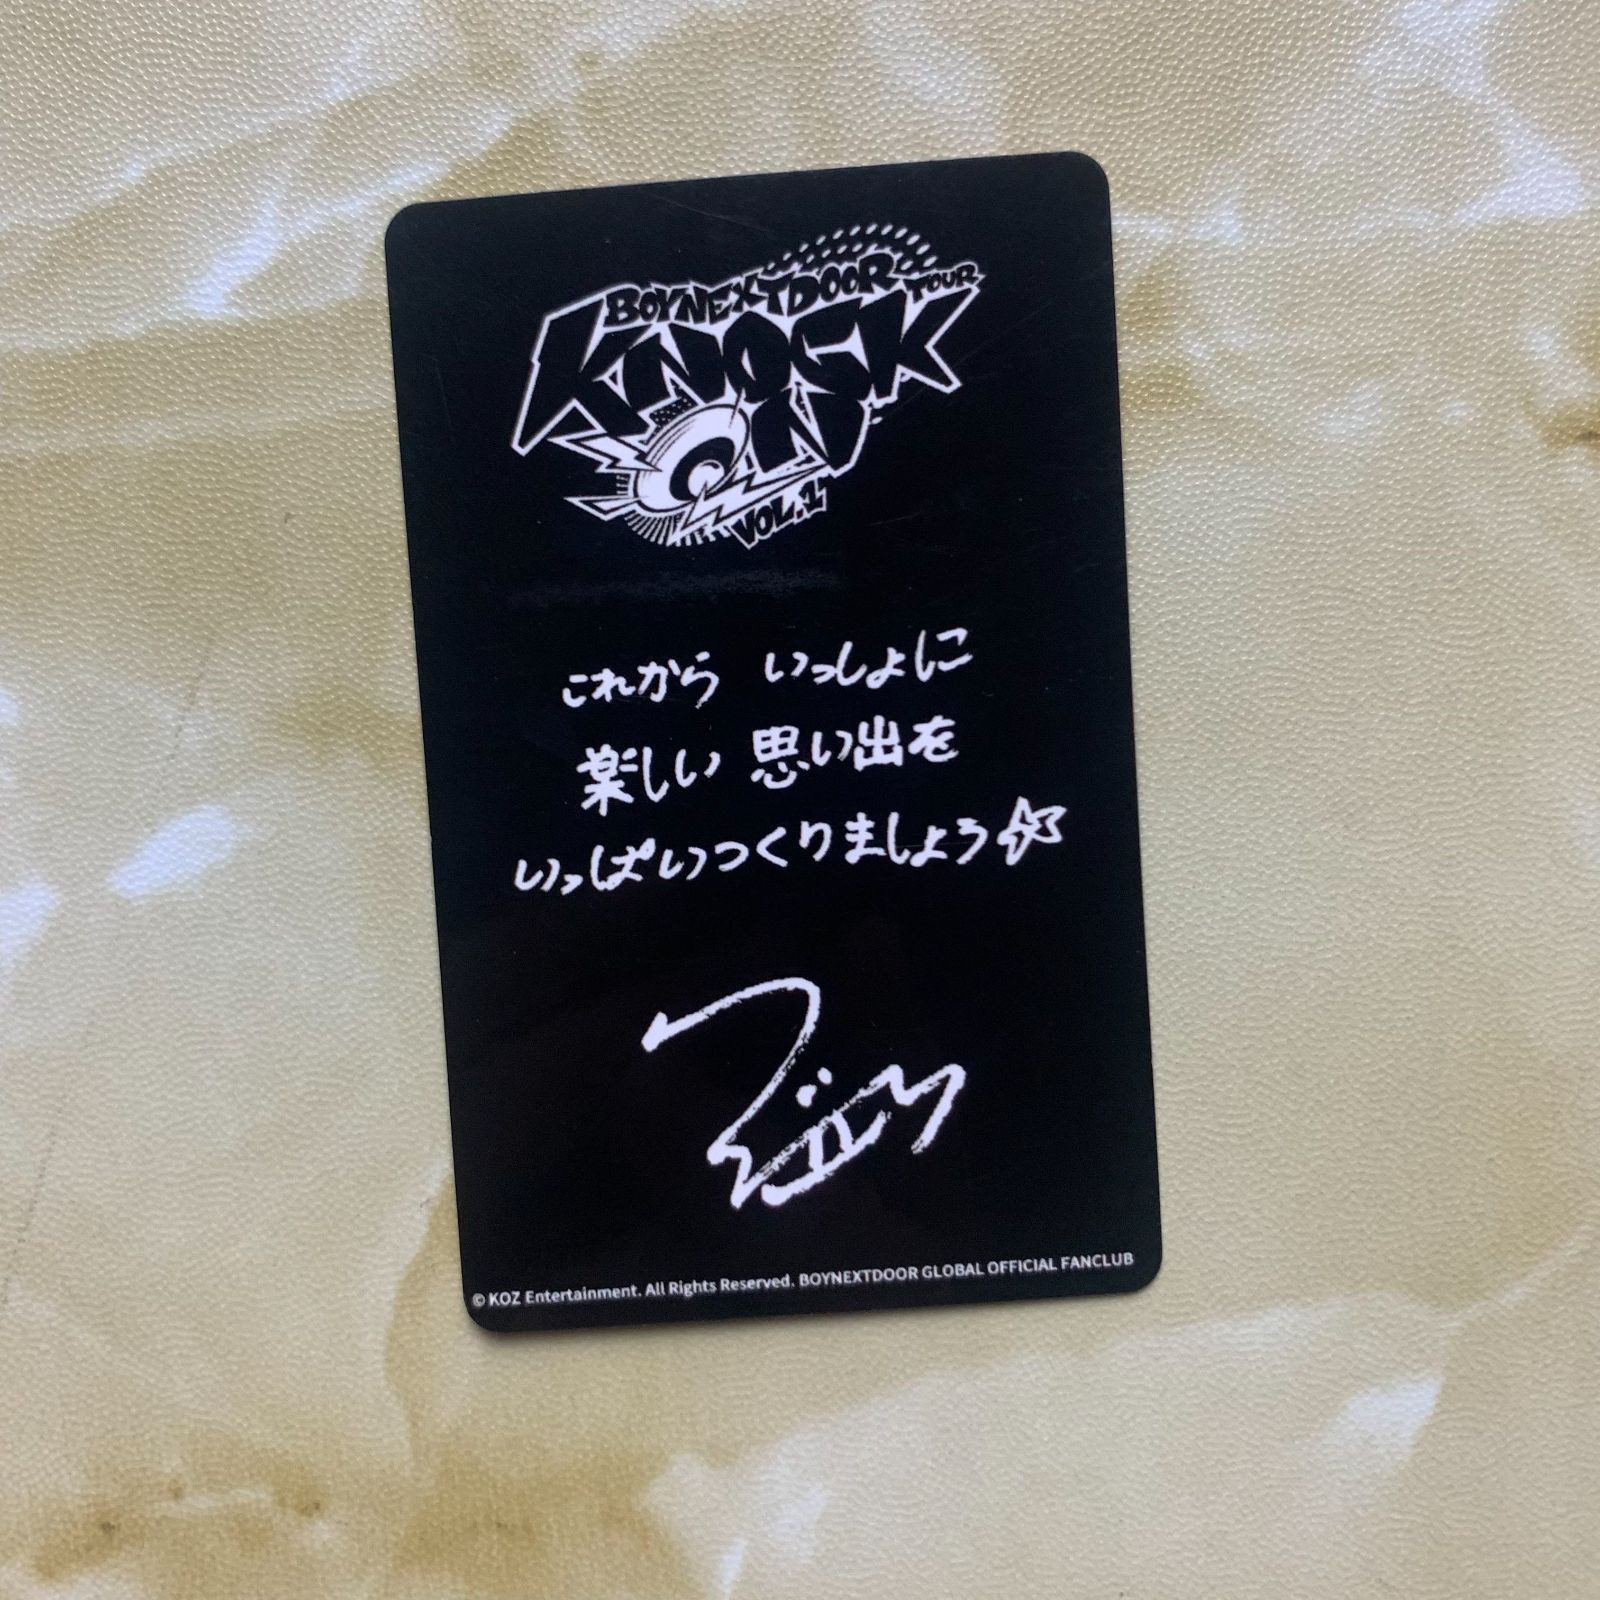 BOYNEXTDOOR TOUR
KNOCK
ON
VOL.1
これから いっしょに
楽しい 思い出を
いっぱいつくりましょう☆
© KOZ Entertainment. All Rights Reserved. BOYNEXTDOOR GLOBAL OFFICIAL FANCLUB